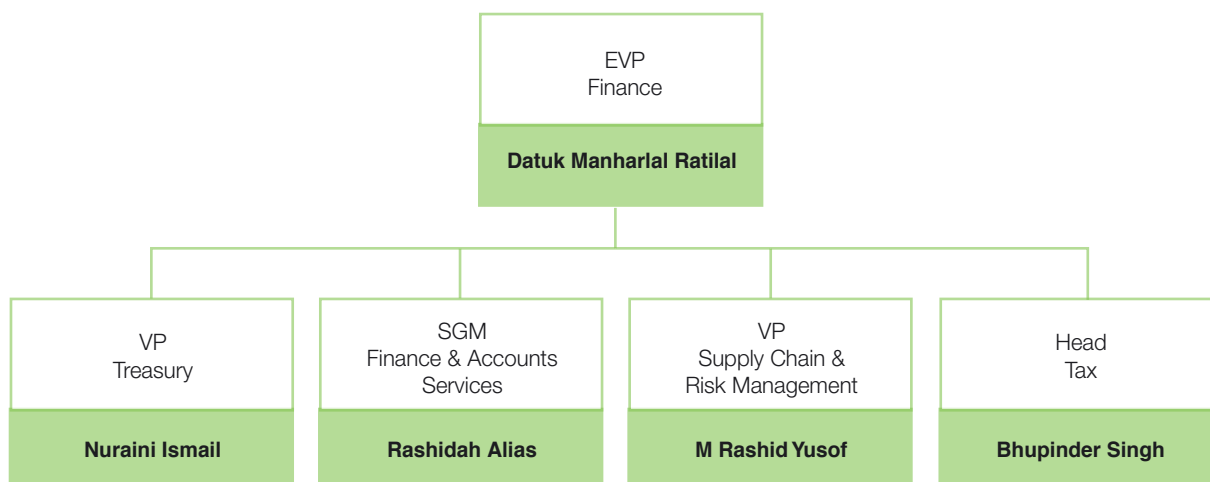 EVP
Finance
Datuk Manharlal Ratilal
VP
Treasury
Nuraini Ismail
SGM
Finance & Accounts
Services
Rashidah Alias
VP
Supply Chain &
Risk Management
M Rashid Yusof
Head
Tax
Bhupinder Singh